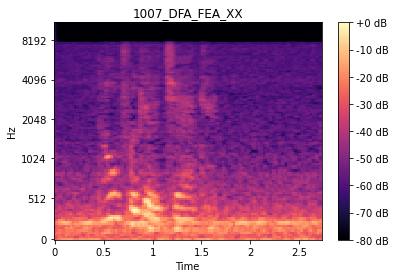 1007_DFA_FEA_XX
+0 dB
8192
-10 dB
4096
-20 dB
-30 dB
2048
Hz
-40 dB
1024
-50 dB
512
-60 dB
-70 dB
0
-80 dB
0
0.5
1
1.5
2
2.5
Time